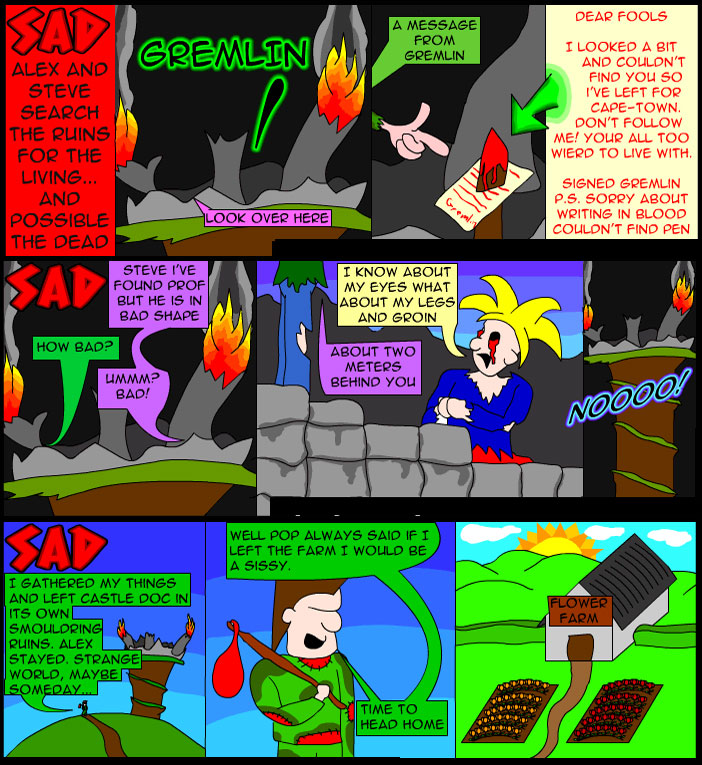 SAD
ALEX AND
STEVE
SEARCH
THE RUINS
FOR THE
LIVING...
AND
POSSIBLE
THE DEAD
GREMLIN
!
LOOK OVER HERE
A MESSAGE
FROM
GREMLIN
Gremlin
DEAR FOOLS
I LOOKED A BIT
AND COULDN'T
FIND YOU SO
I'VE LEFT FOR
CAPE-TOWN.
DON'T FOLLOW
ME! YOUR ALL TOO
WIERD TO LIVE WITH.
SIGNED GREMLIN
P.S. SORRY ABOUT
WRITING IN BLOOD
COULDN'T FIND PEN
SAD
STEVE I'VE
FOUND PROF
BUT HE IS IN
BAD SHAPE
HOW BAD?
UMMM?
BAD!
I KNOW ABOUT
MY EYES WHAT
ABOUT MY LEGS
AND GROIN
ABOUT TWO
METERS
BEHIND YOU
NOOOO!
SAD
I GATHERED MY THINGS
AND LEFT CASTLE DOC IN
ITS OWN
SMOULDRING
RUINS. ALEX
STAYED. STRANGE
WORLD, MAYBE
SOMEDAY...
WELL POP ALWAYS SAID IF I
LEFT THE FARM I WOULD BE
A SISSY.
TIME TO
HEAD HOME
FLOWER
FARM